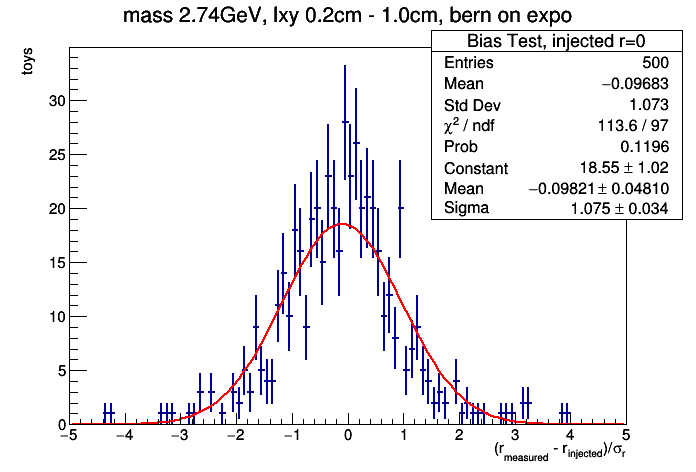 mass 2.74GeV, lxy 0.2cm - 1.0cm, bern on expo
toys
Bias Test, injected r=0
Entries 500
Mean −0.09683
Std Dev 1.073
χ² / ndf 113.6 / 97
Prob 0.1196
Constant 18.55 ± 1.02
Mean −0.09821 ± 0.04810
Sigma 1.075 ± 0.034
30
25
20
15
10
5
0
−5 −4 −3 −2 −1 0 1 2 3 4 5
(r_measured - r_injected)/σ_r